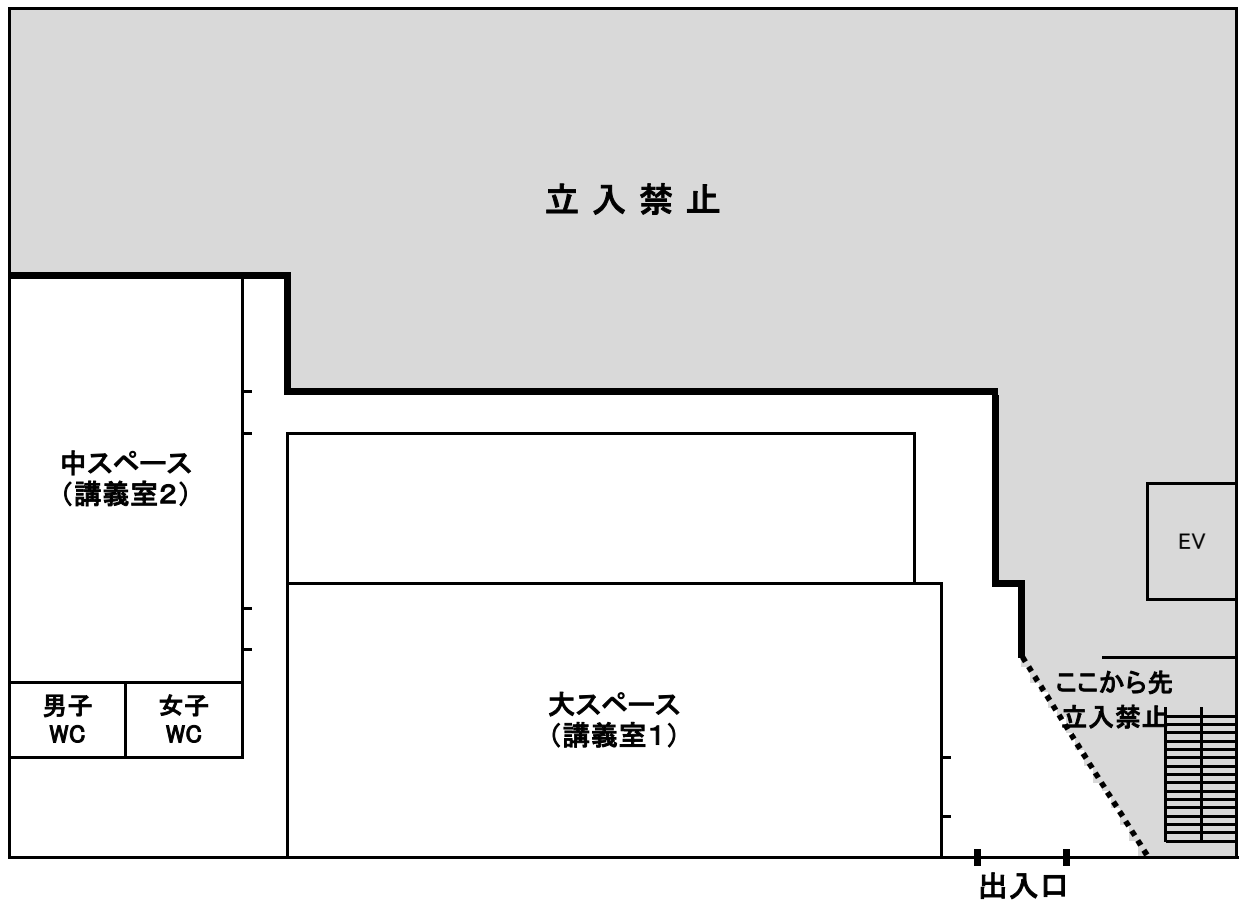 立入禁止
中スペース
（講義室２）
EV
ここから先
立入禁止
男子
WC
女子
WC
大スペース
（講義室１）
出入口